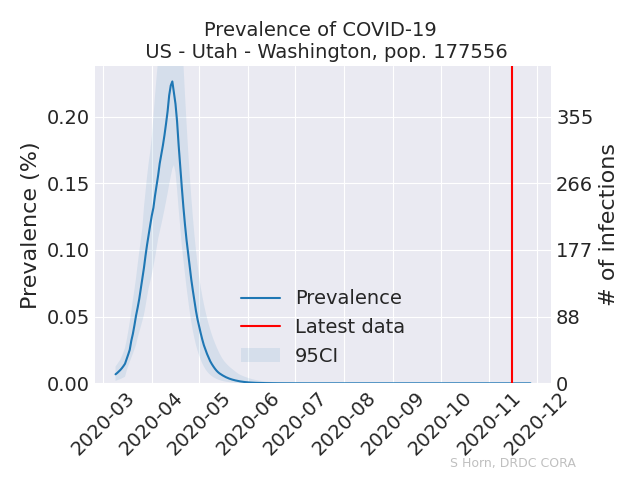 Prevalence of COVID-19
US - Utah - Washington, pop. 177556
Prevalence (%)
0.20
0.15
0.10
0.05
0.00
355
266
177
88
0
# of infections
Prevalence
Latest data
95CI
2020-03
2020-04
2020-05
2020-06
2020-07
2020-08
2020-09
2020-10
2020-11
2020-12
S Horn, DRDC CORA